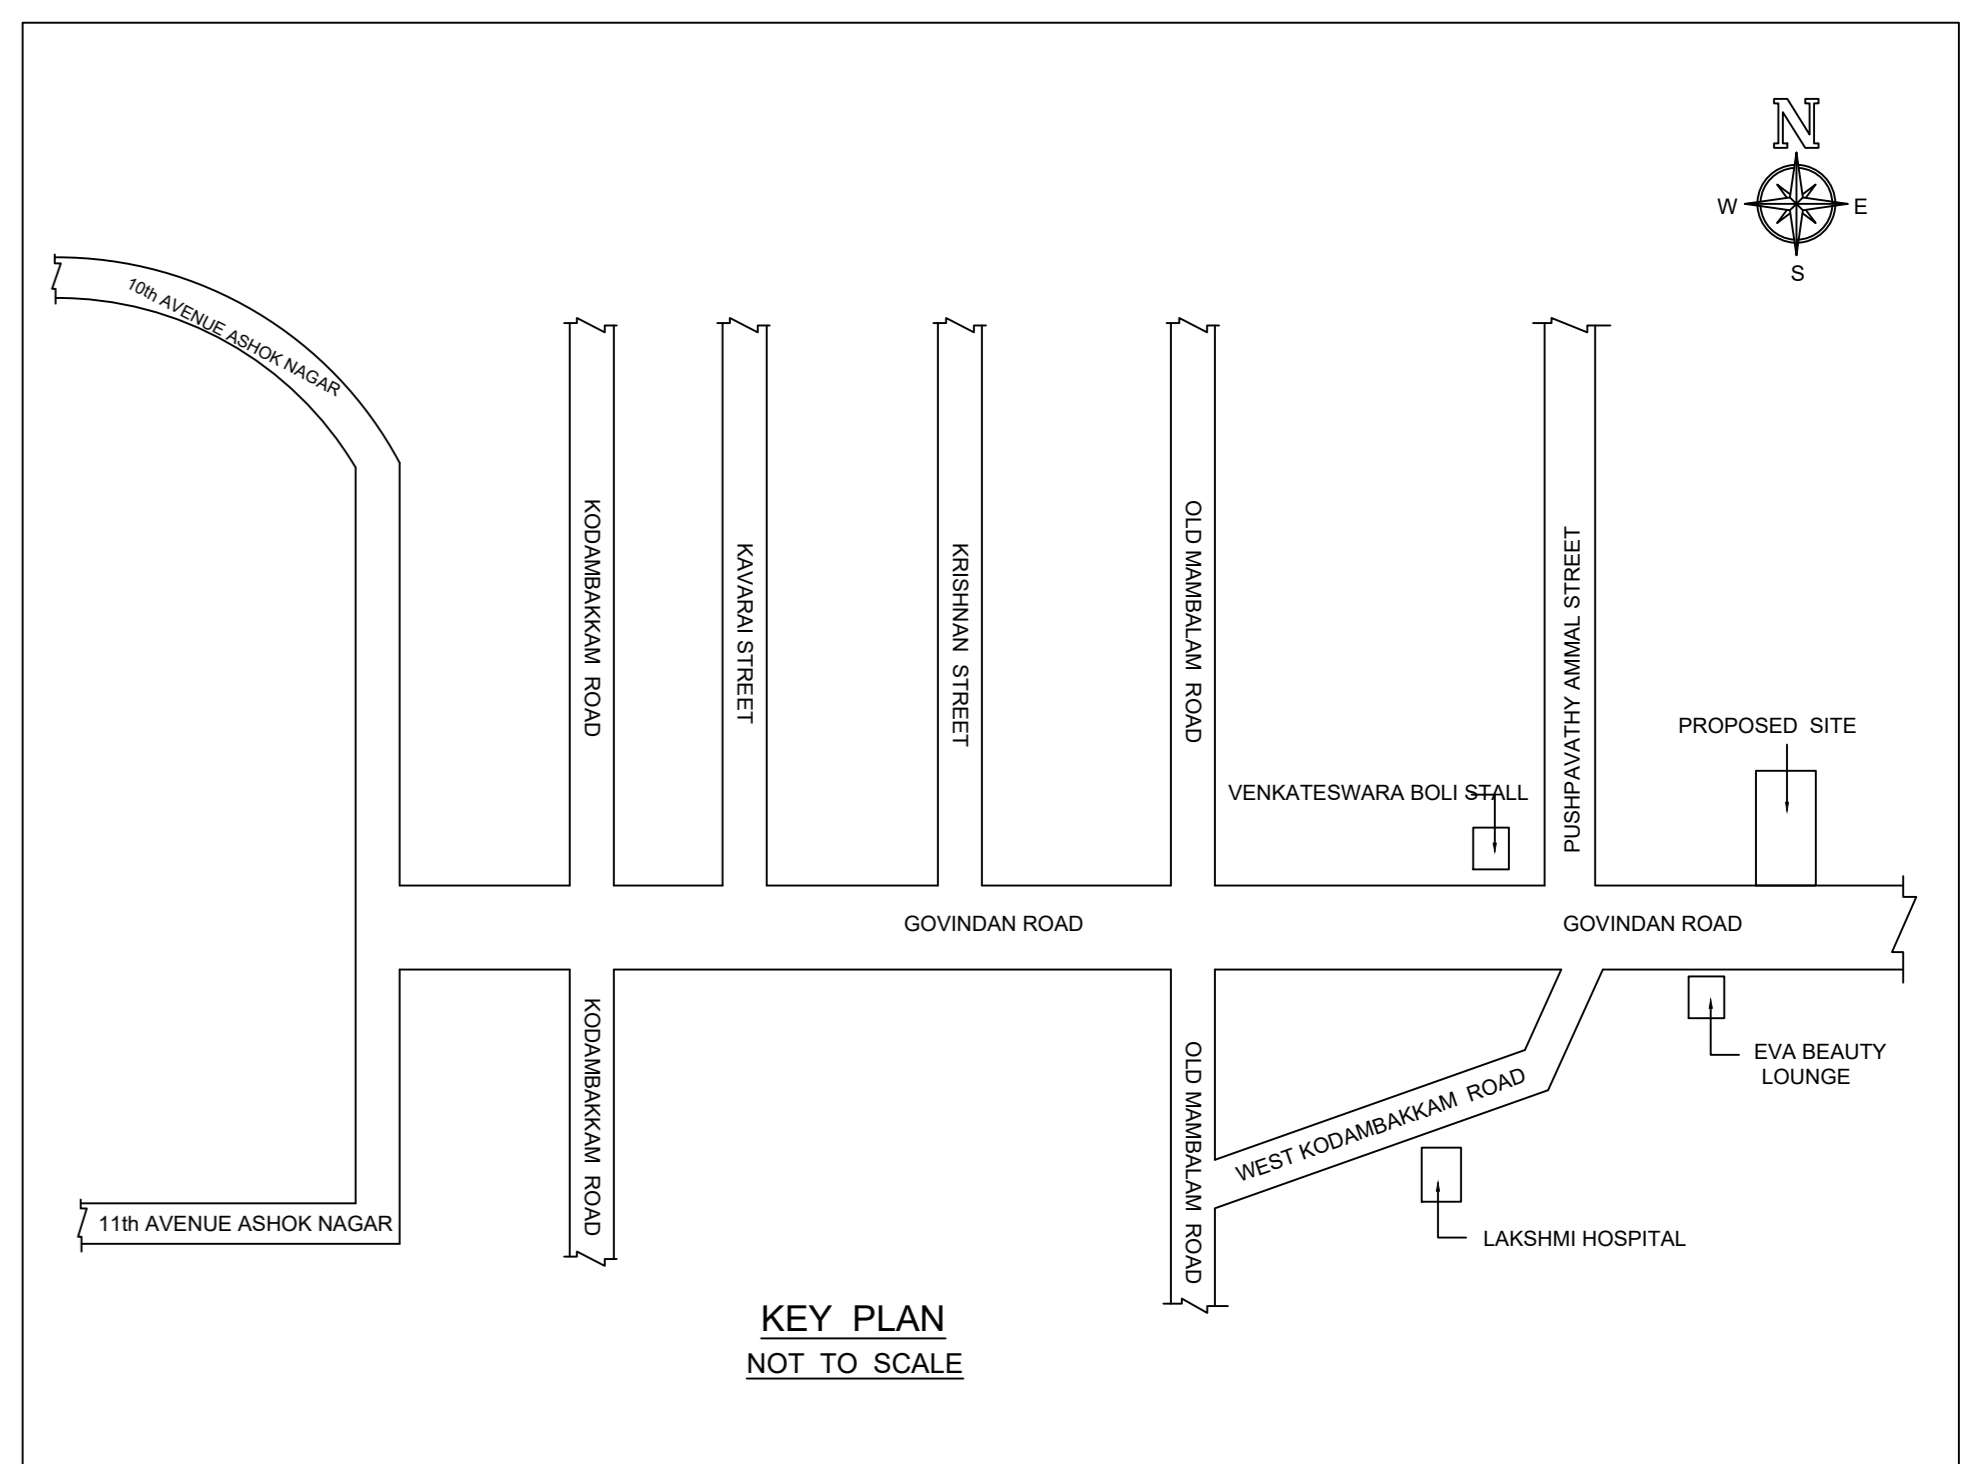 N
W
E
S
10th AVENUE ASHOK NAGAR
KODAMBAKKAM ROAD
KAVARAI STREET
KRISHNAN STREET
OLD MAMBALAM ROAD
PUSHPAVATHY AMMAL STREET
PROPOSED SITE
VENKATESWARA BOLI STALL
GOVINDAN ROAD
GOVINDAN ROAD
KODAMBAKKAM ROAD
OLD MAMBALAM ROAD
WEST KODAMBAKKAM ROAD
EVA BEAUTY
LOUNGE
11th AVENUE ASHOK NAGAR
LAKSHMI HOSPITAL
KEY PLAN
NOT TO SCALE